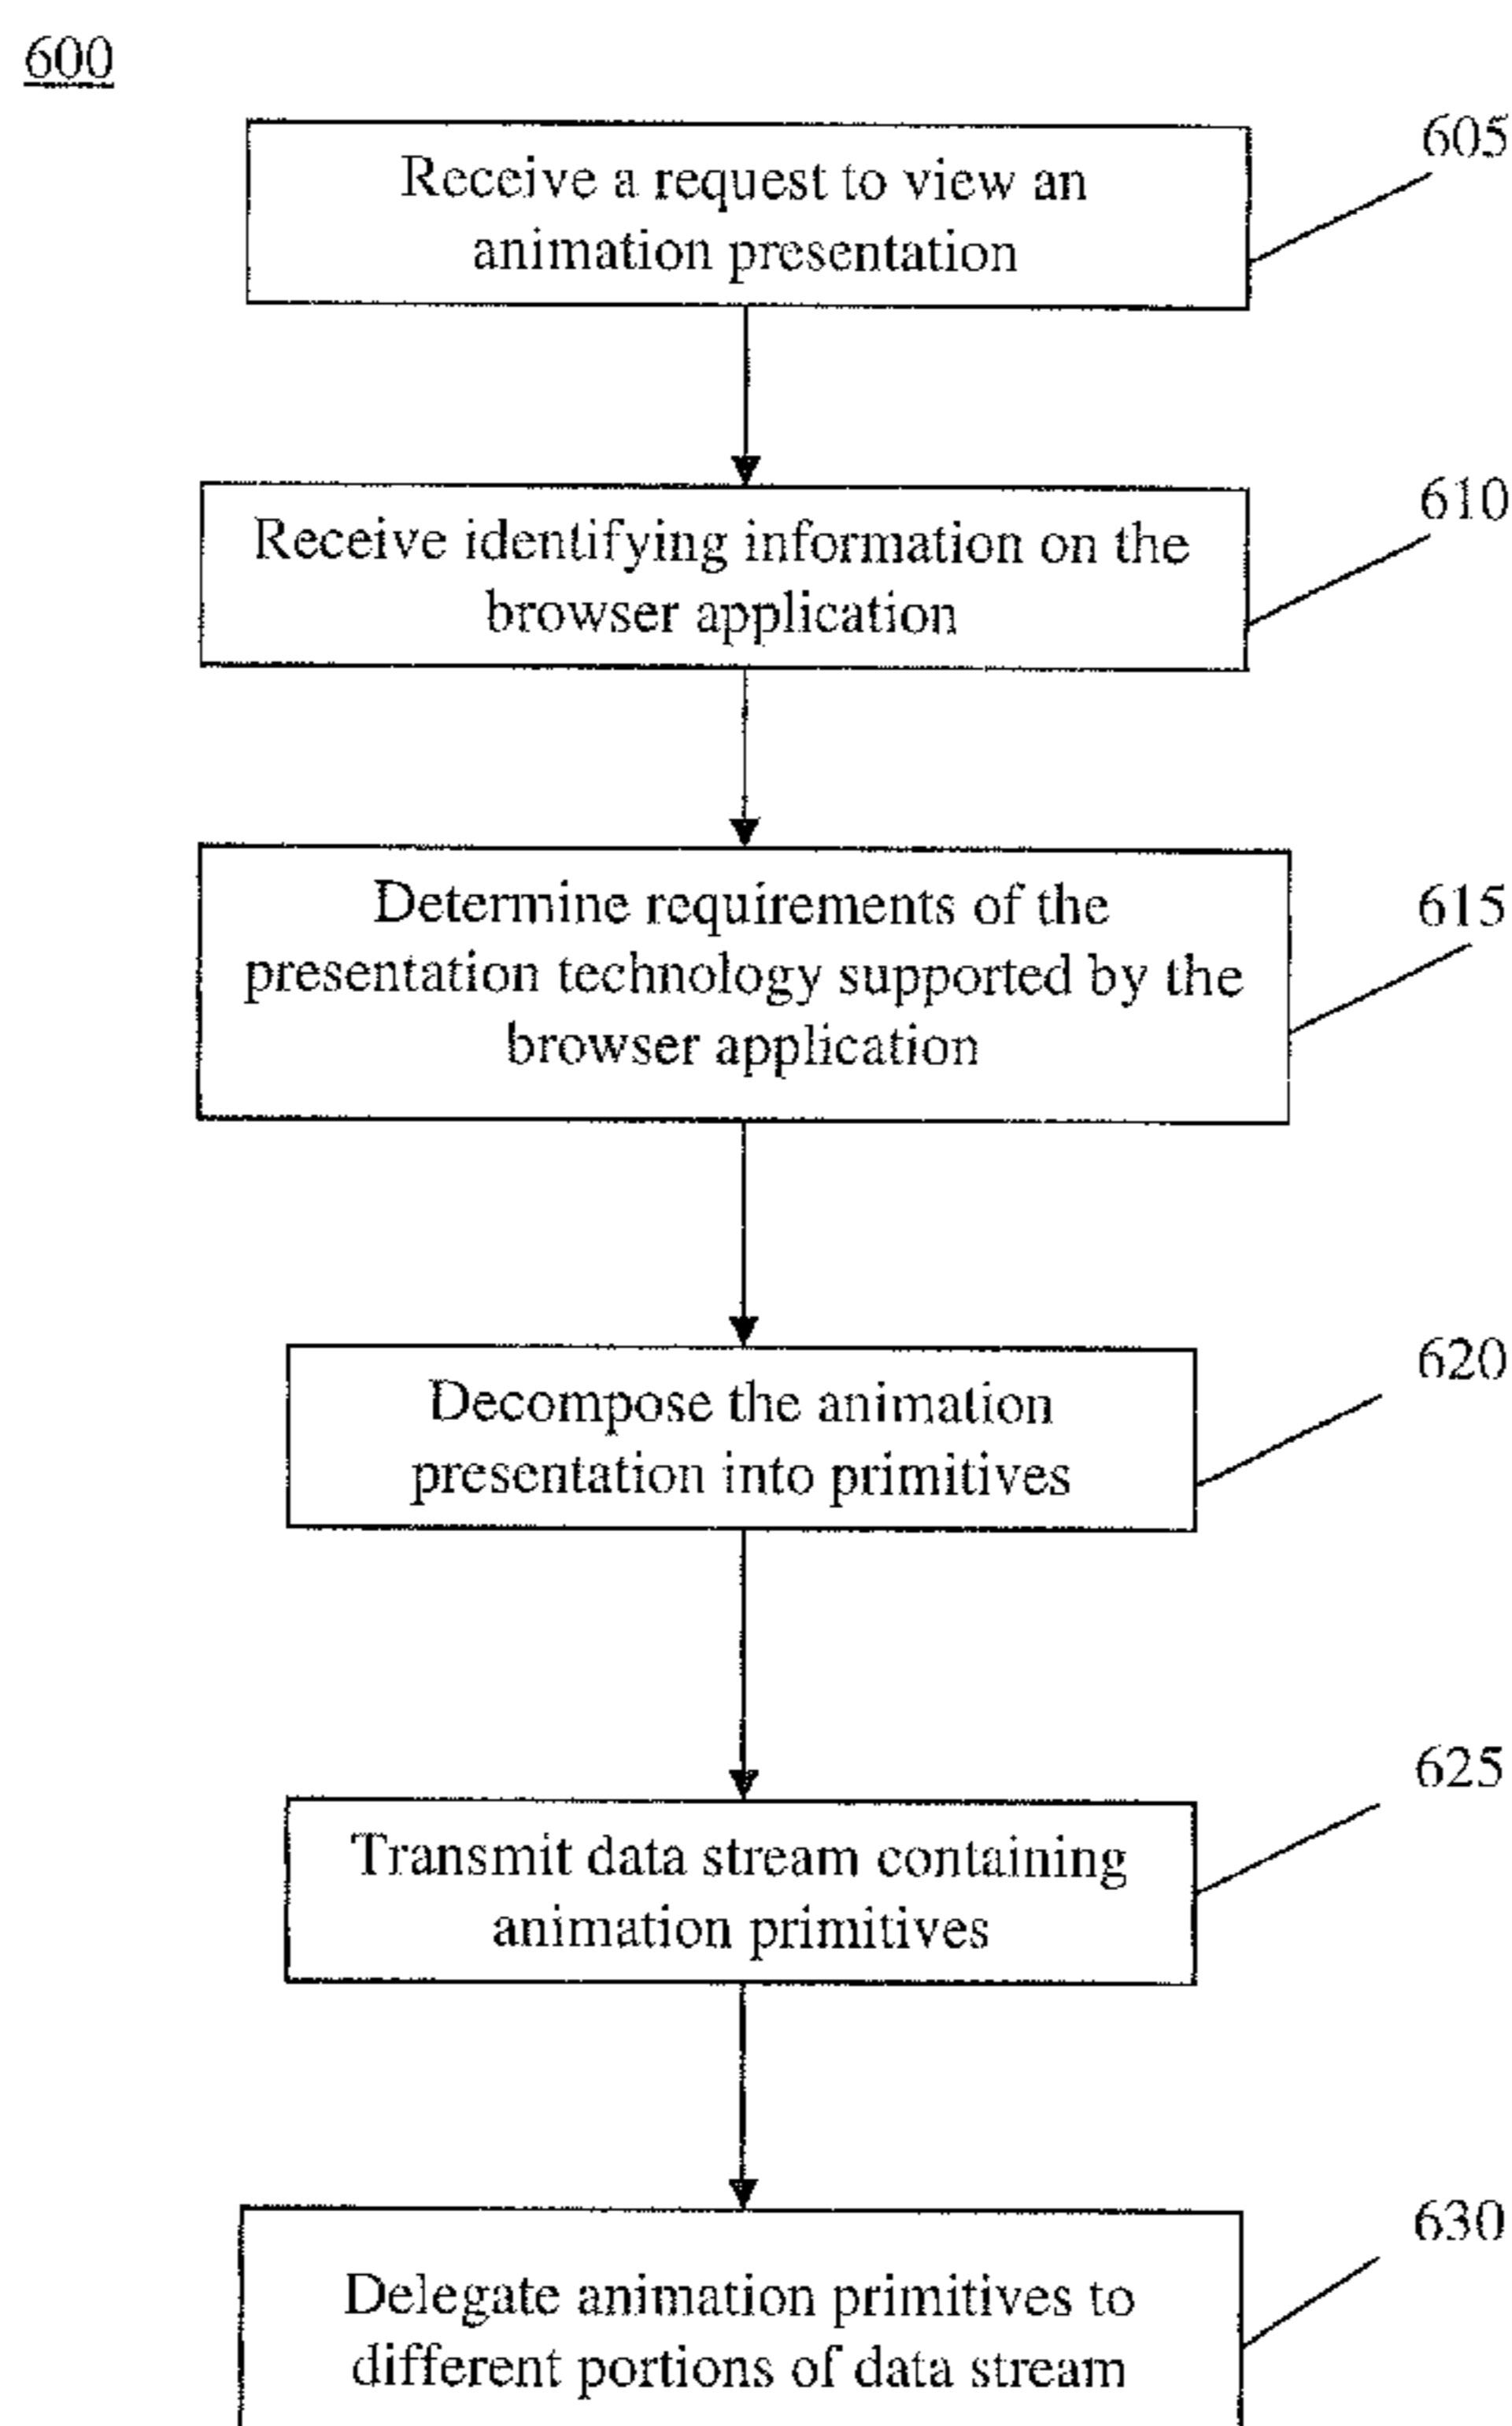 600
605
Receive a request to view an
animation presentation
610
Receive identifying information on the
browser application
615
Determine requirements of the
presentation technology supported by the
browser application
620
Decompose the animation
presentation into primitives
625
Transmit data stream containing
animation primitives
630
Delegate animation primitives to
different portions of data stream